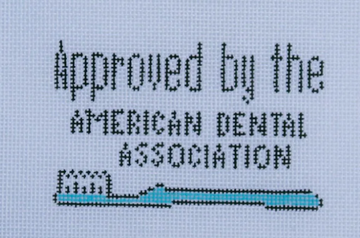 Approved by the
AMERICAN DENTAL
ASSOCIATION